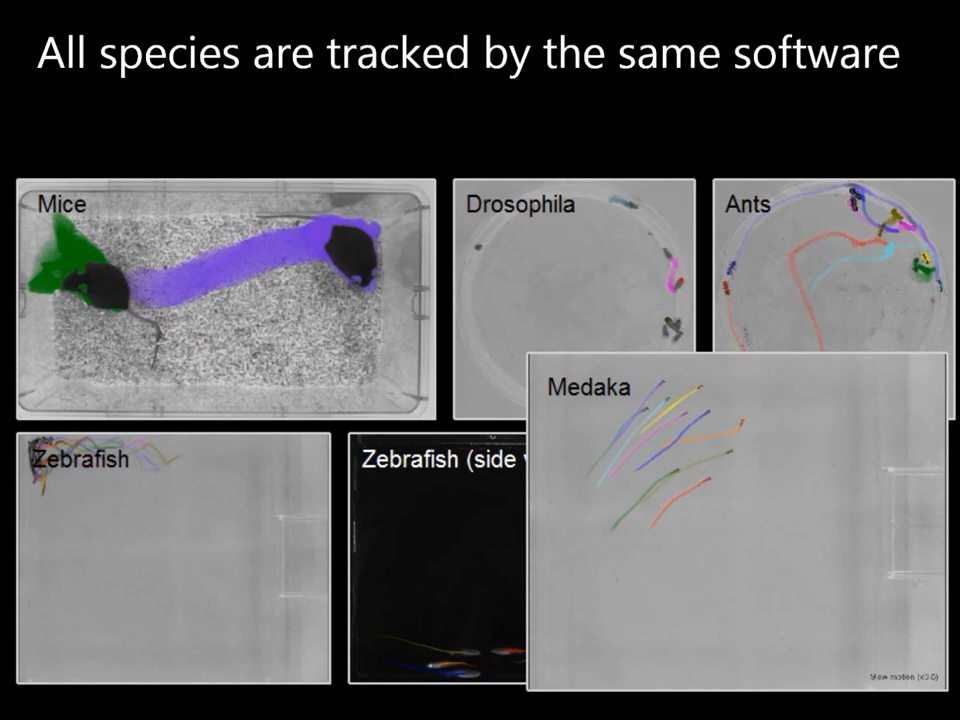 All species are tracked by the same software
Mice
Drosophila
Ants
Medaka
Zebrafish
Zebrafish (side
Slow motion (x3.0)